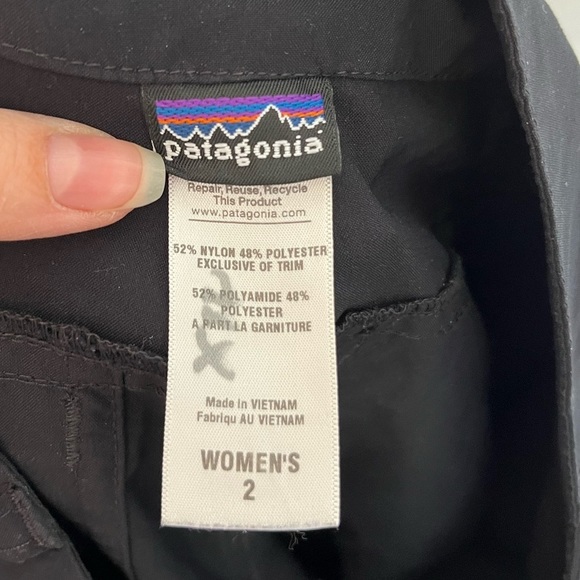 patagonia
Repair, Reuse, Recycle
This Product
www.patagonia.com
52% NYLON 48% POLYESTER
EXCLUSIVE OF TRIM
52% POLYAMIDE 48%
POLYESTER
A PART LA GARNITURE
Made in VIETNAM
Fabriqu AU VIETNAM
WOMEN'S
2